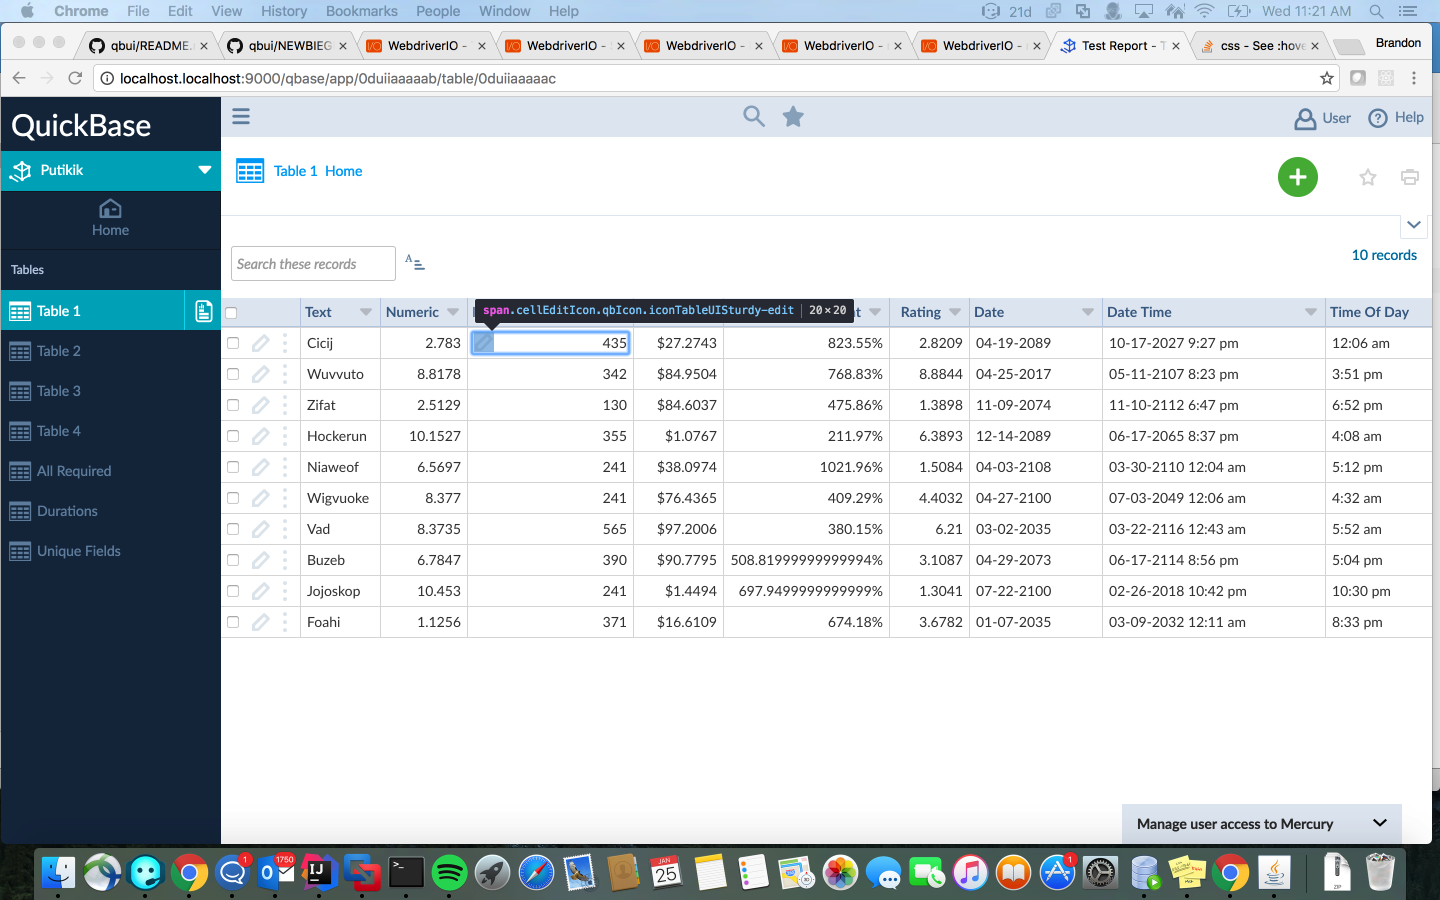 Chrome File Edit View History Bookmarks People Window Help 21d Wed 11:21 AM
qbui/README. qbui/NEWBIEG WebdriverIO - WebdriverIO - WebdriverIO - WebdriverIO - WebdriverIO - Test Report - css - See :hove Brandon
localhost.localhost:9000/qbase/app/0duiiaaaaab/table/0duiiaaaaac
QuickBase
User Help
Putikik
Table 1 Home
Home
10 records
Search these records
Tables
span.cellEditIcon.qbIcon.iconTableUISturdy-edit 20×20
Text Numeric Rating Date Date Time Time Of Day
Cicij 2.783 435 $27.2743 823.55% 2.8209 04-19-2089 10-17-2027 9:27 pm 12:06 am
Wuvvuto 8.8178 342 $84.9504 768.83% 8.8844 04-25-2017 05-11-2107 8:23 pm 3:51 pm
Zifat 2.5129 130 $84.6037 475.86% 1.3898 11-09-2074 11-10-2112 6:47 pm 6:52 pm
Hockerun 10.1527 355 $1.0767 211.97% 6.3893 12-14-2089 06-17-2065 8:37 pm 4:08 am
Niaweof 6.5697 241 $38.0974 1021.96% 1.5084 04-03-2108 03-30-2110 12:04 am 5:12 pm
Wigvuoke 8.377 241 $76.4365 409.29% 4.4032 04-27-2100 07-03-2049 12:06 am 4:32 am
Vad 8.3735 565 $97.2006 380.15% 6.21 03-02-2035 03-22-2116 12:43 am 5:52 am
Buzeb 6.7847 390 $90.7795 508.81999999999994% 3.1087 04-29-2073 06-17-2114 8:56 pm 5:04 pm
Jojoskop 10.453 241 $1.4494 697.9499999999999% 1.3041 07-22-2100 02-26-2018 10:42 pm 10:30 pm
Foahi 1.1256 371 $16.6109 674.18% 3.6782 01-07-2035 03-09-2032 12:11 am 8:33 pm
Table 1
Table 2
Table 3
Table 4
All Required
Durations
Unique Fields
Manage user access to Mercury
1 1750 JAN 25 1